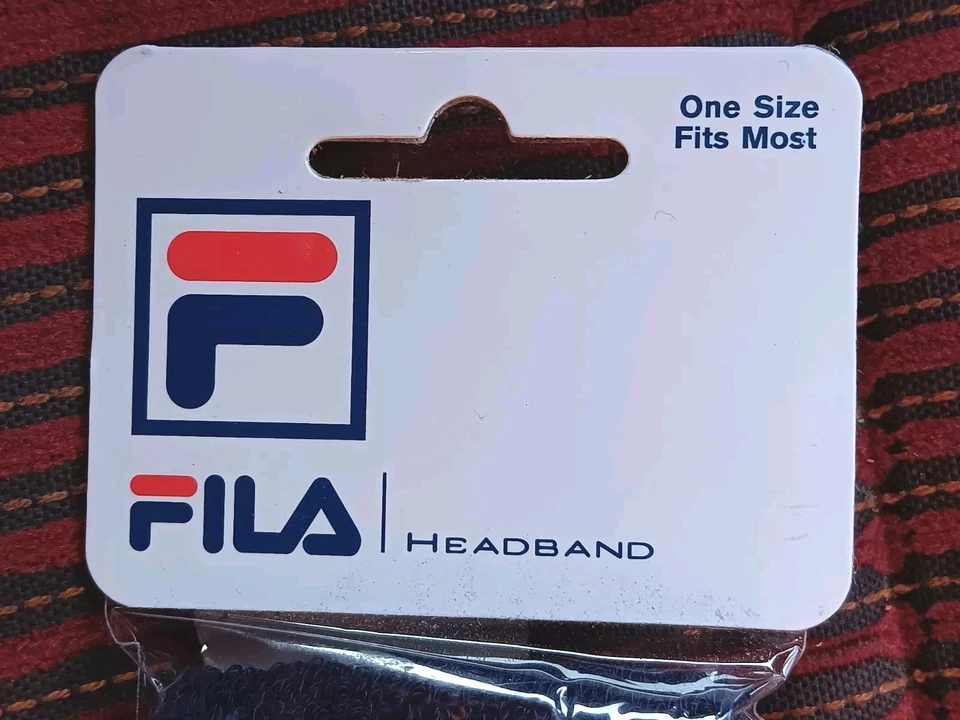 One Size
Fits Most
F
FILA | HEADBAND